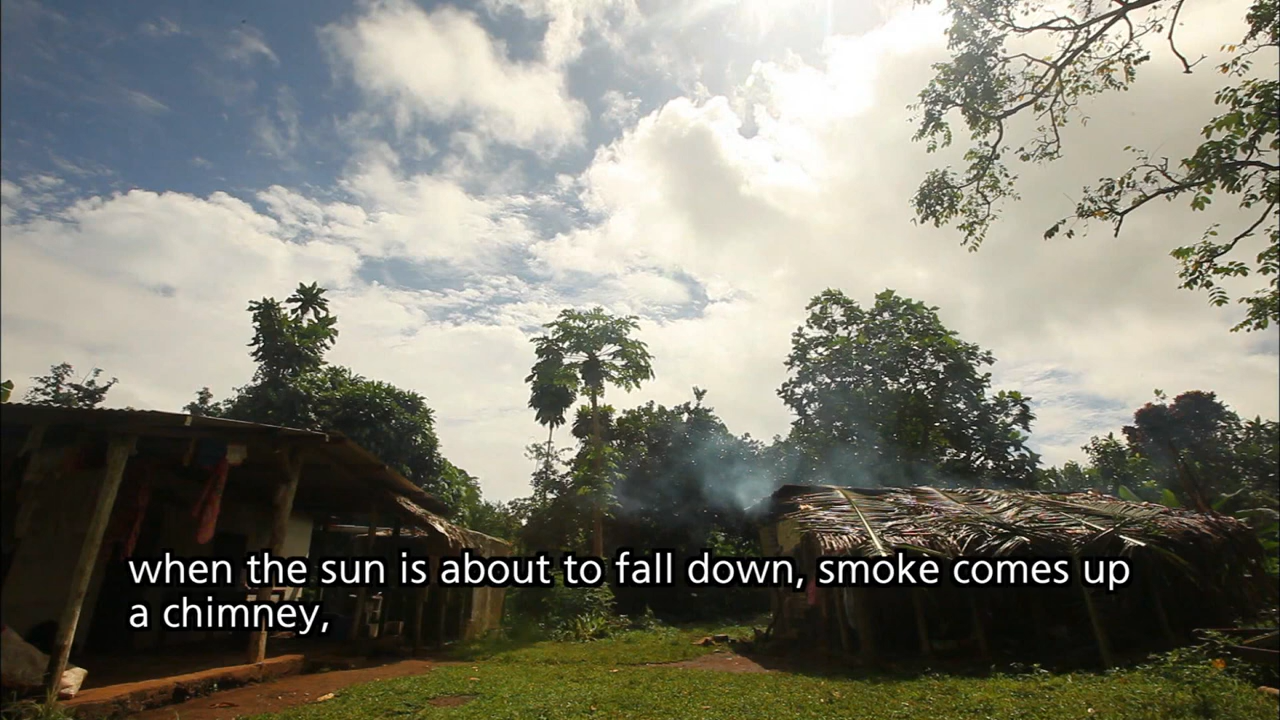 when the sun is about to fall down, smoke comes up
a chimney,